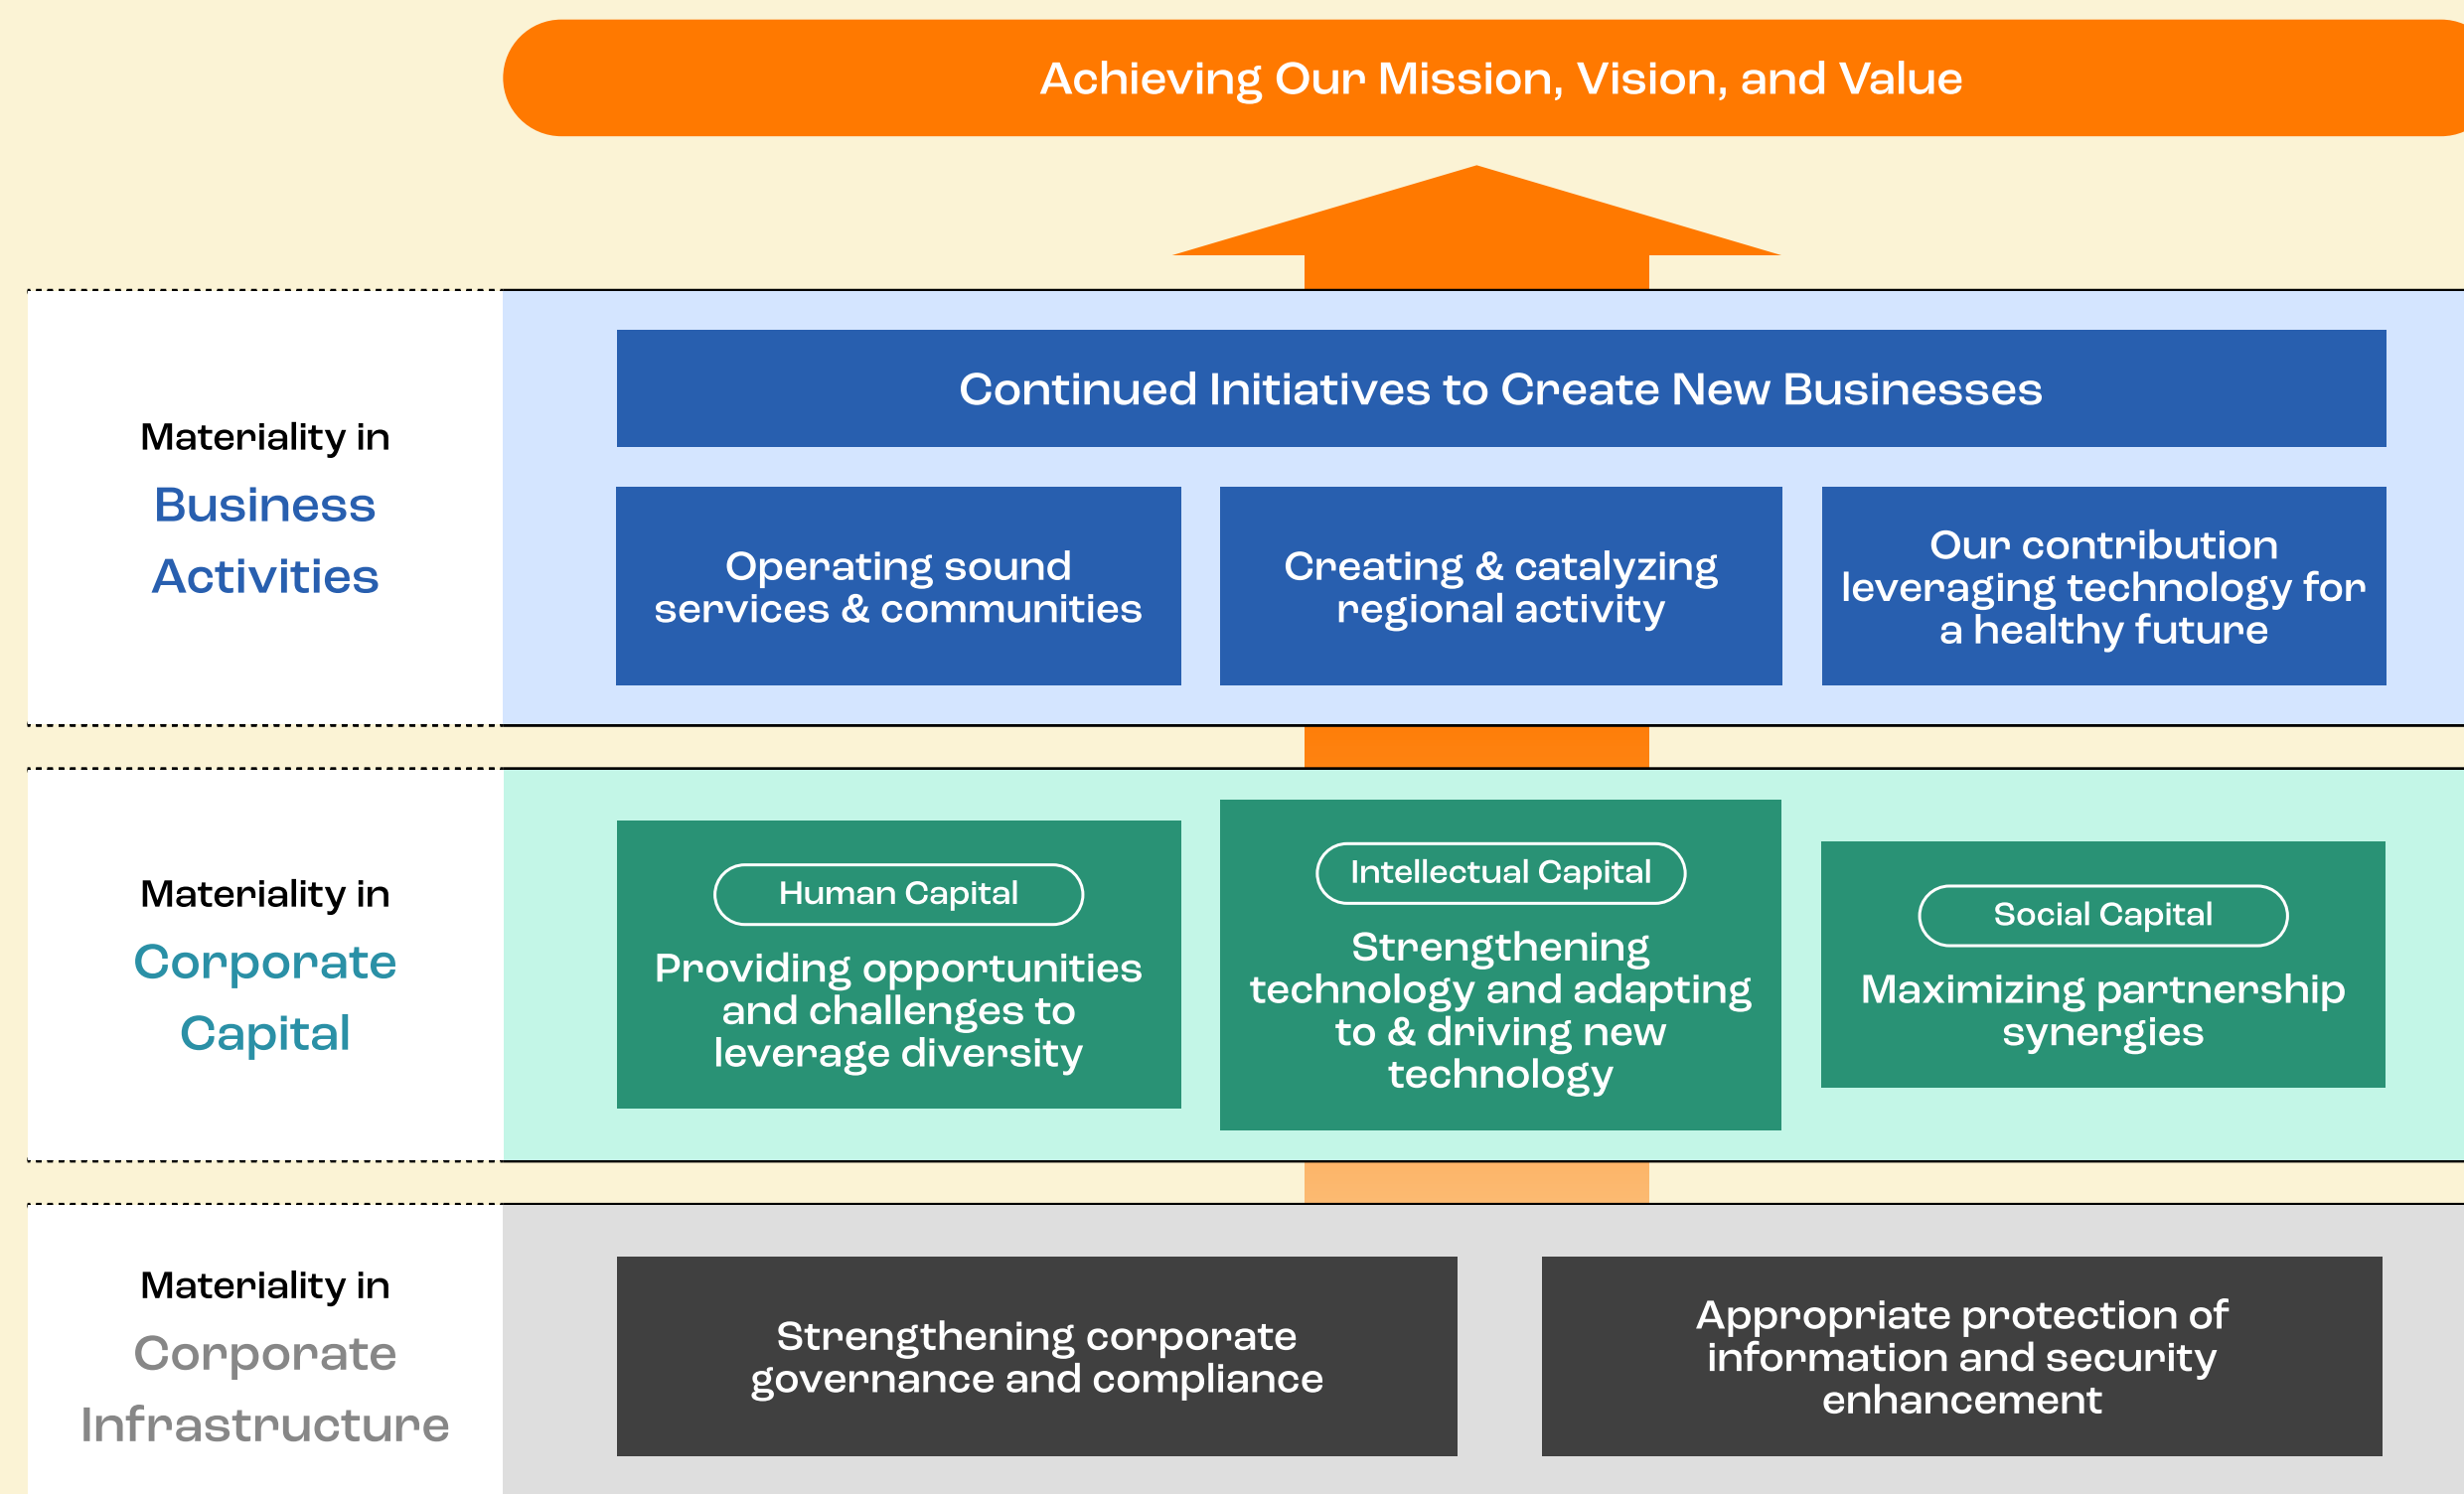 Achieving Our Mission, Vision, and Value
Materiality in
Business
Activities
Continued Initiatives to Create New Businesses
Operating sound
services & communities
Creating & catalyzing
regional activity
Our contribution
leveraging technology for
a healthy future
Materiality in
Corporate
Capital
Human Capital
Providing opportunities
and challenges to
leverage diversity
Intellectual Capital
Strengthening
technology and adapting
to & driving new
technology
Social Capital
Maximizing partnership
synergies
Materiality in
Corporate
Infrastructure
Strengthening corporate
governance and compliance
Appropriate protection of
information and security
enhancement